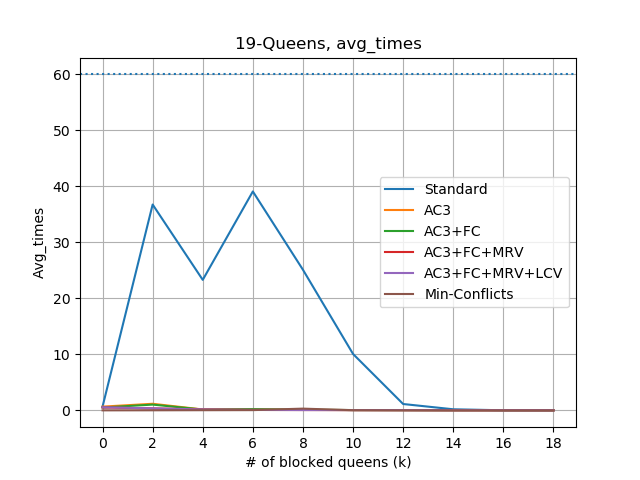 19-Queens, avg_times
Avg_times
60
50
40
30
20
10
0
Standard
AC3
AC3+FC
AC3+FC+MRV
AC3+FC+MRV+LCV
Min-Conflicts
0 2 4 6 8 10 12 14 16 18
# of blocked queens (k)